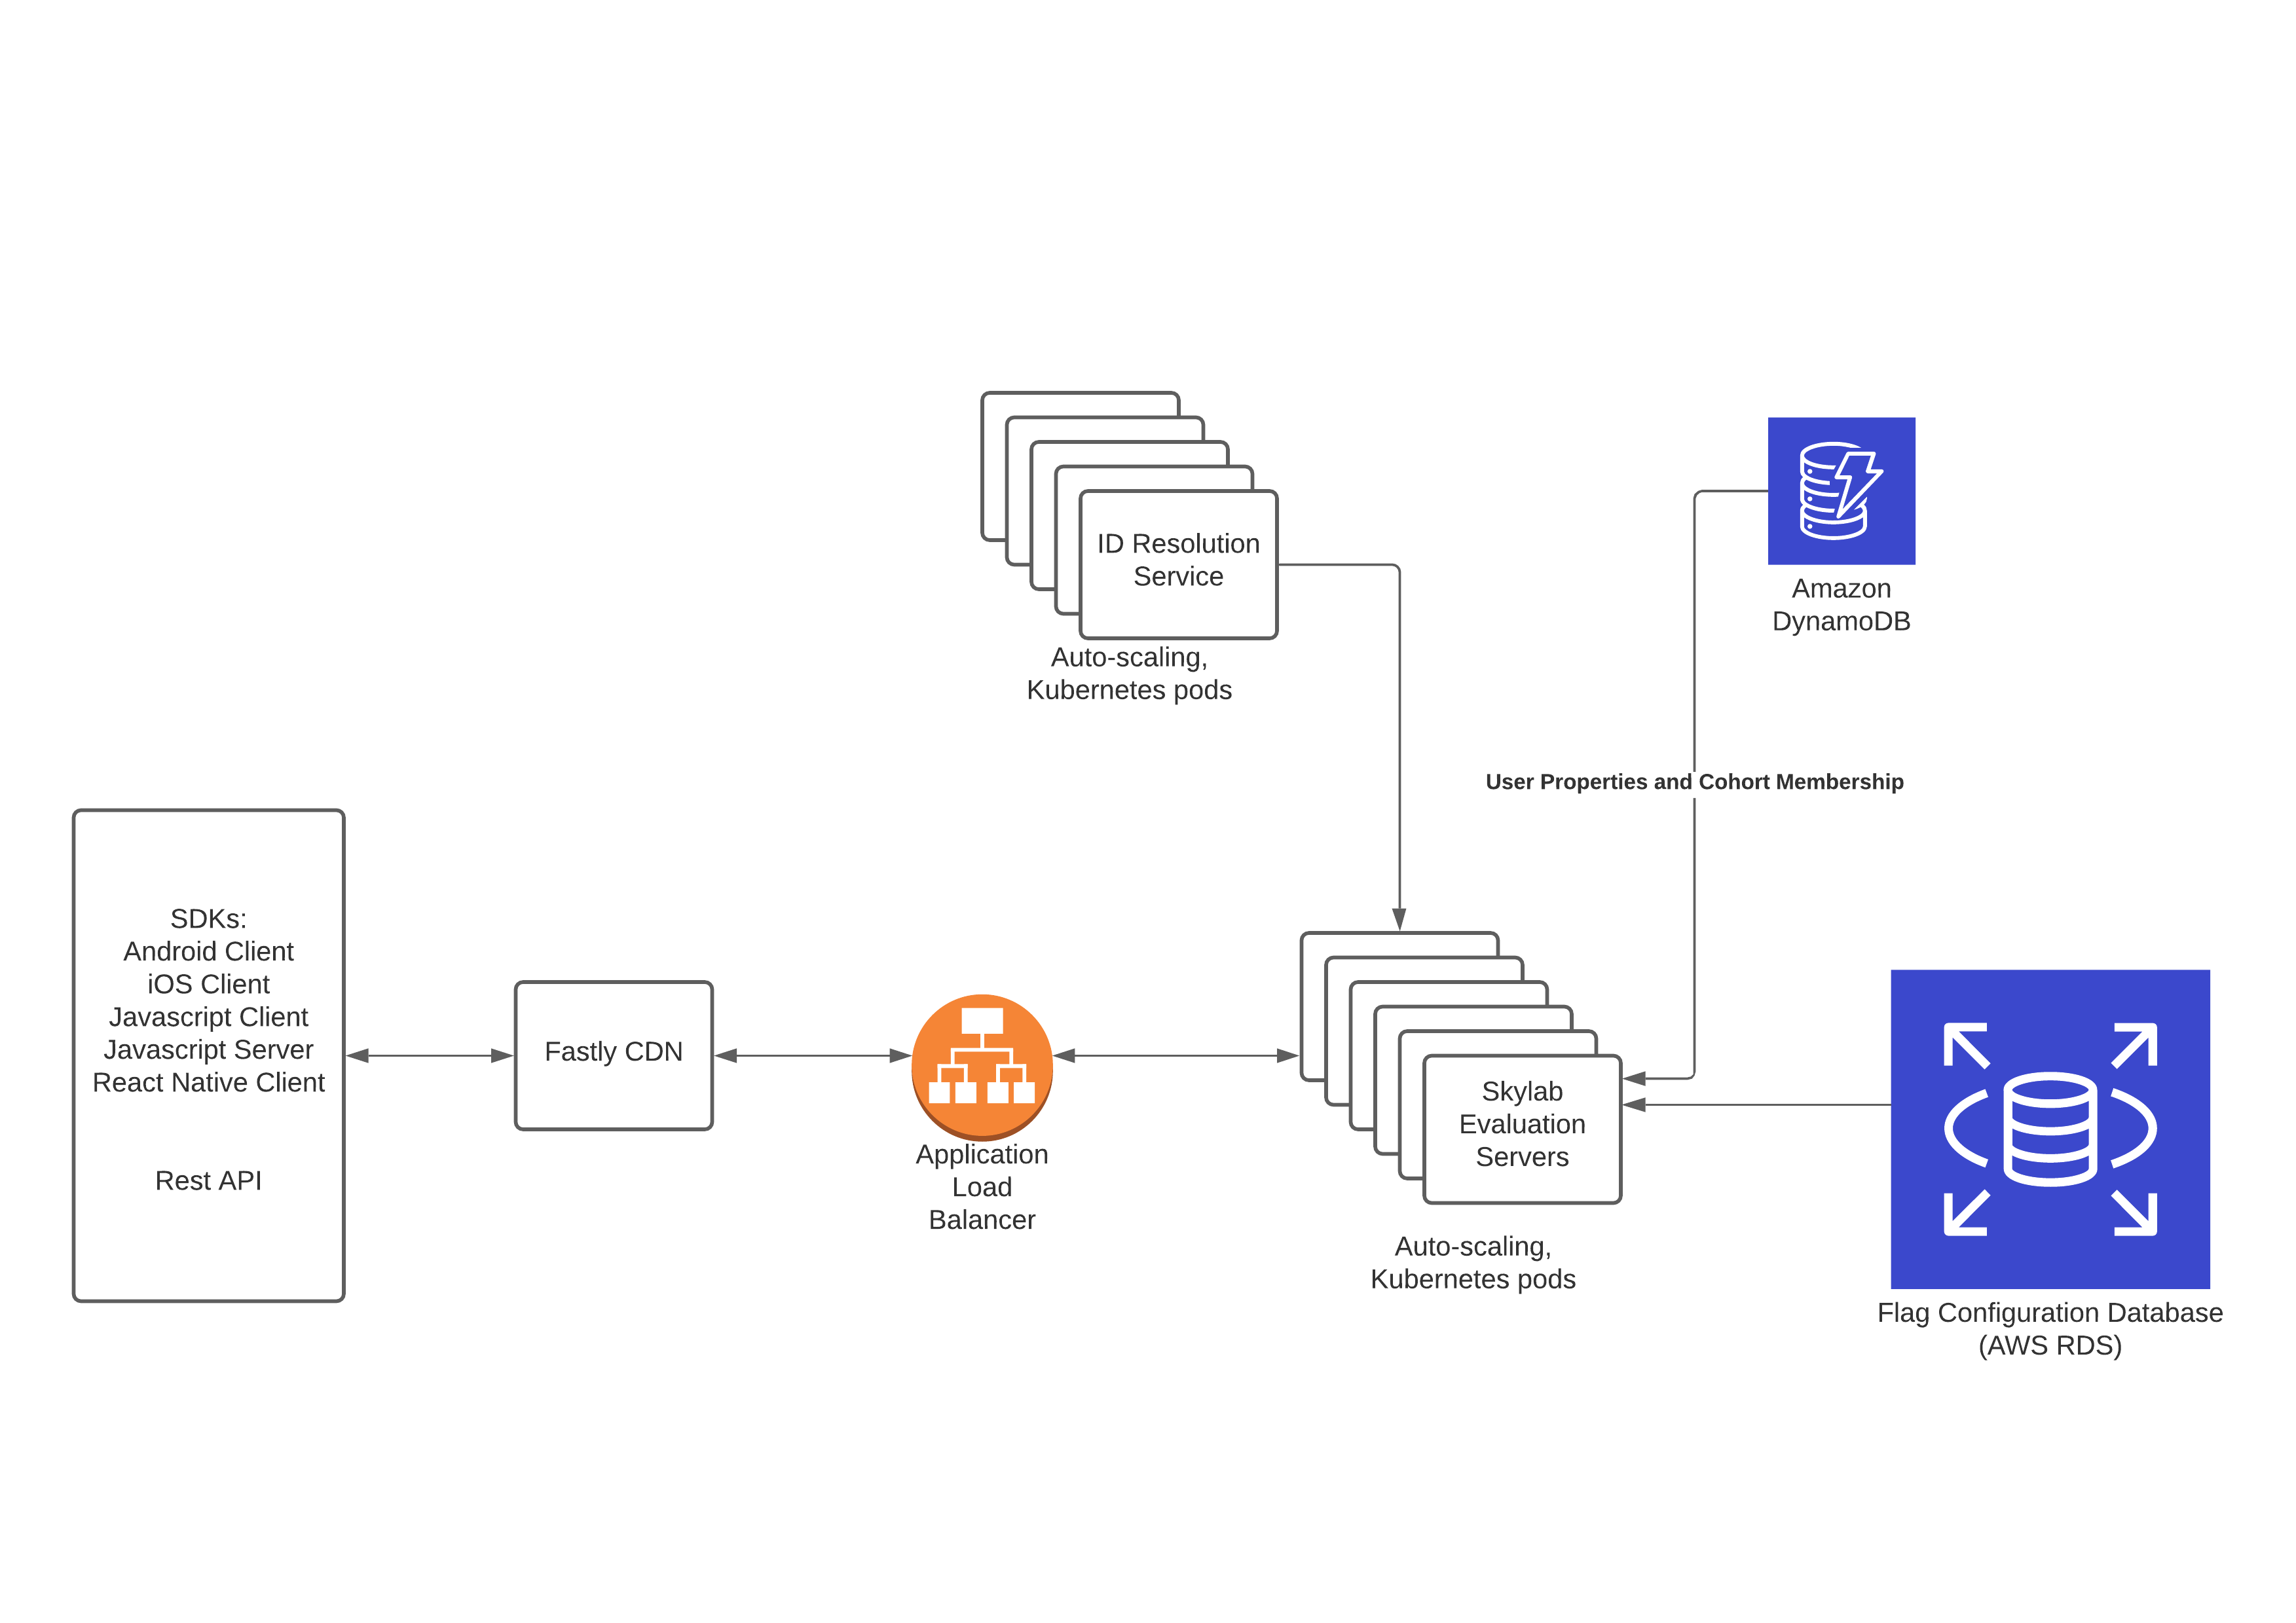 ID Resolution
Service
Auto-scaling,
Kubernetes pods
Amazon
DynamoDB
User Properties and Cohort Membership
SDKs:
Android Client
iOS Client
Javascript Client
Javascript Server
React Native Client
Rest API
Fastly CDN
Application
Load
Balancer
Skylab
Evaluation
Servers
Auto-scaling,
Kubernetes pods
Flag Configuration Database
(AWS RDS)